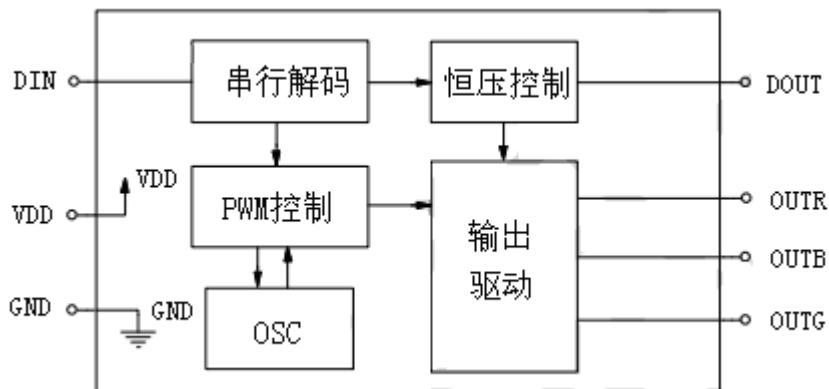 DIN
串行解码
恒压控制
DOUT
VDD
VDD
PWM控制
输出
驱动
OUTR
OUTB
GND
GND
OSC
OUTG